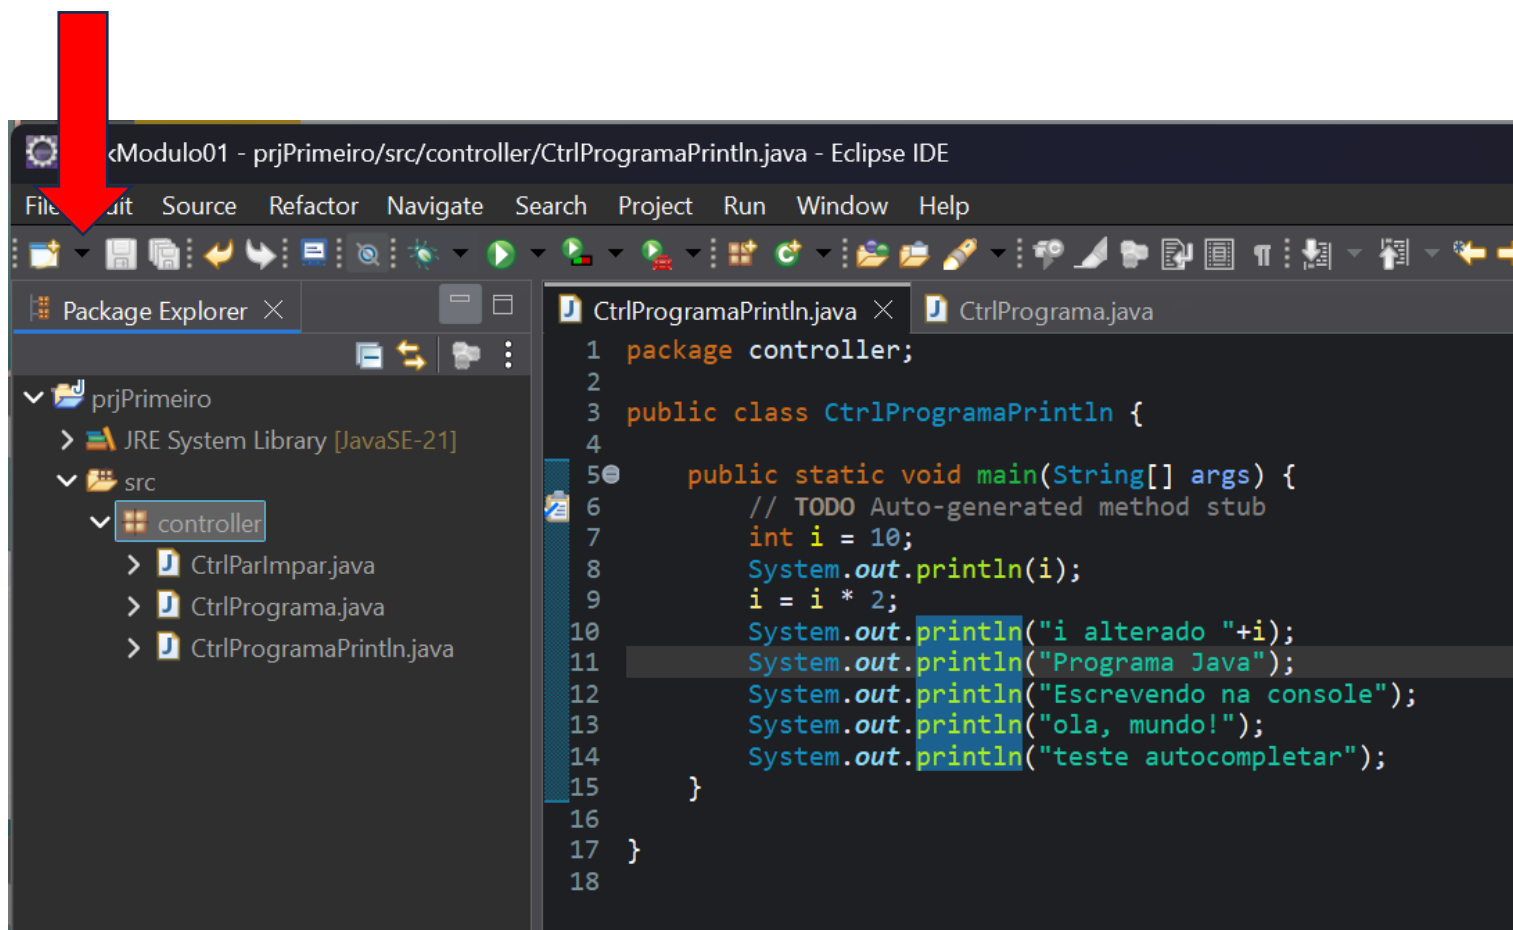 kModulo01 - prjPrimeiro/src/controller/CtrlProgramaPrintln.java - Eclipse IDE
File Edit Source Refactor Navigate Search Project Run Window Help
Package Explorer
prjPrimeiro
JRE System Library [JavaSE-21]
src
controller
CtrlParImpar.java
CtrlPrograma.java
CtrlProgramaPrintln.java
CtrlProgramaPrintln.java CtrlPrograma.java
1 package controller;
2
3 public class CtrlProgramaPrintln {
4
5 public static void main(String[] args) {
6 // TODO Auto-generated method stub
7 int i = 10;
8 System.out.println(i);
9 i = i * 2;
10 System.out.println("i alterado "+i);
11 System.out.println("Programa Java");
12 System.out.println("Escrevendo na console");
13 System.out.println("ola, mundo!");
14 System.out.println("teste autocompletar");
15 }
16
17 }
18